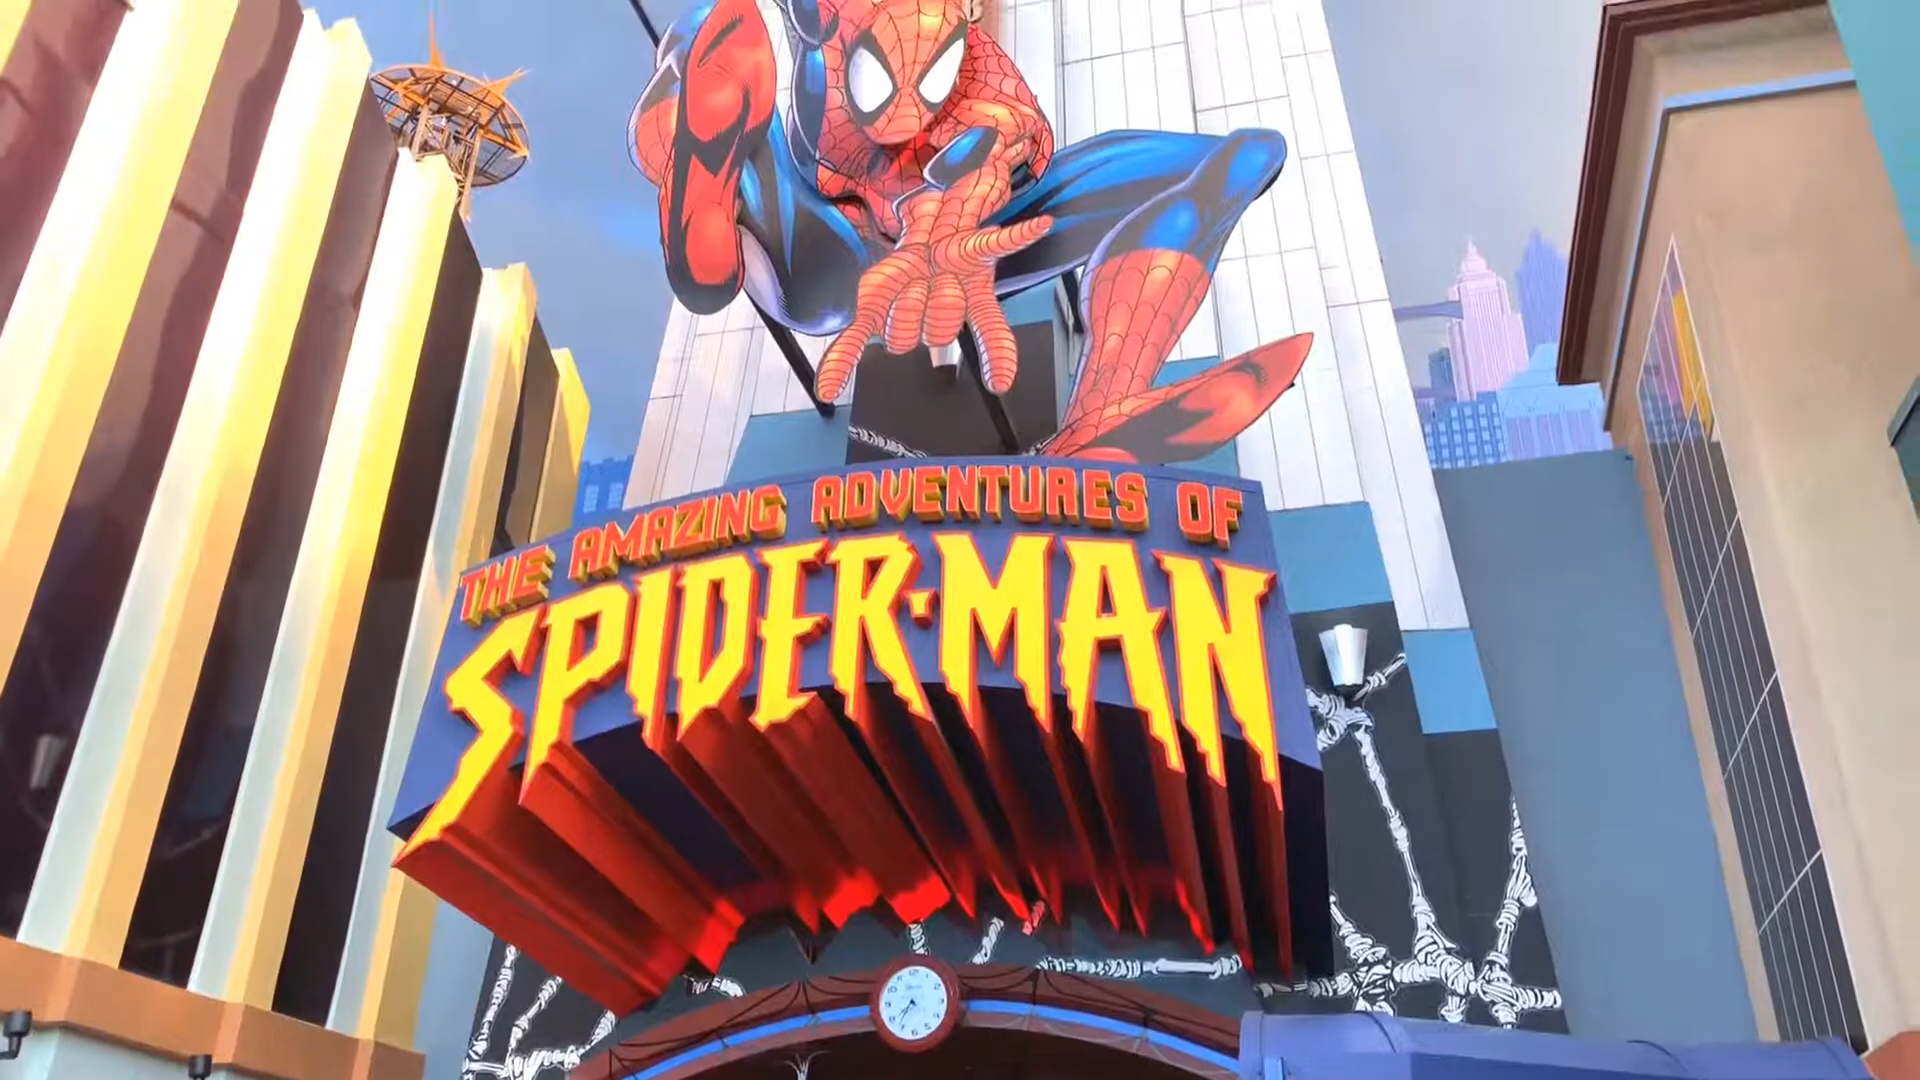 THE AMAZING ADVENTURES OF
SPIDER-MAN